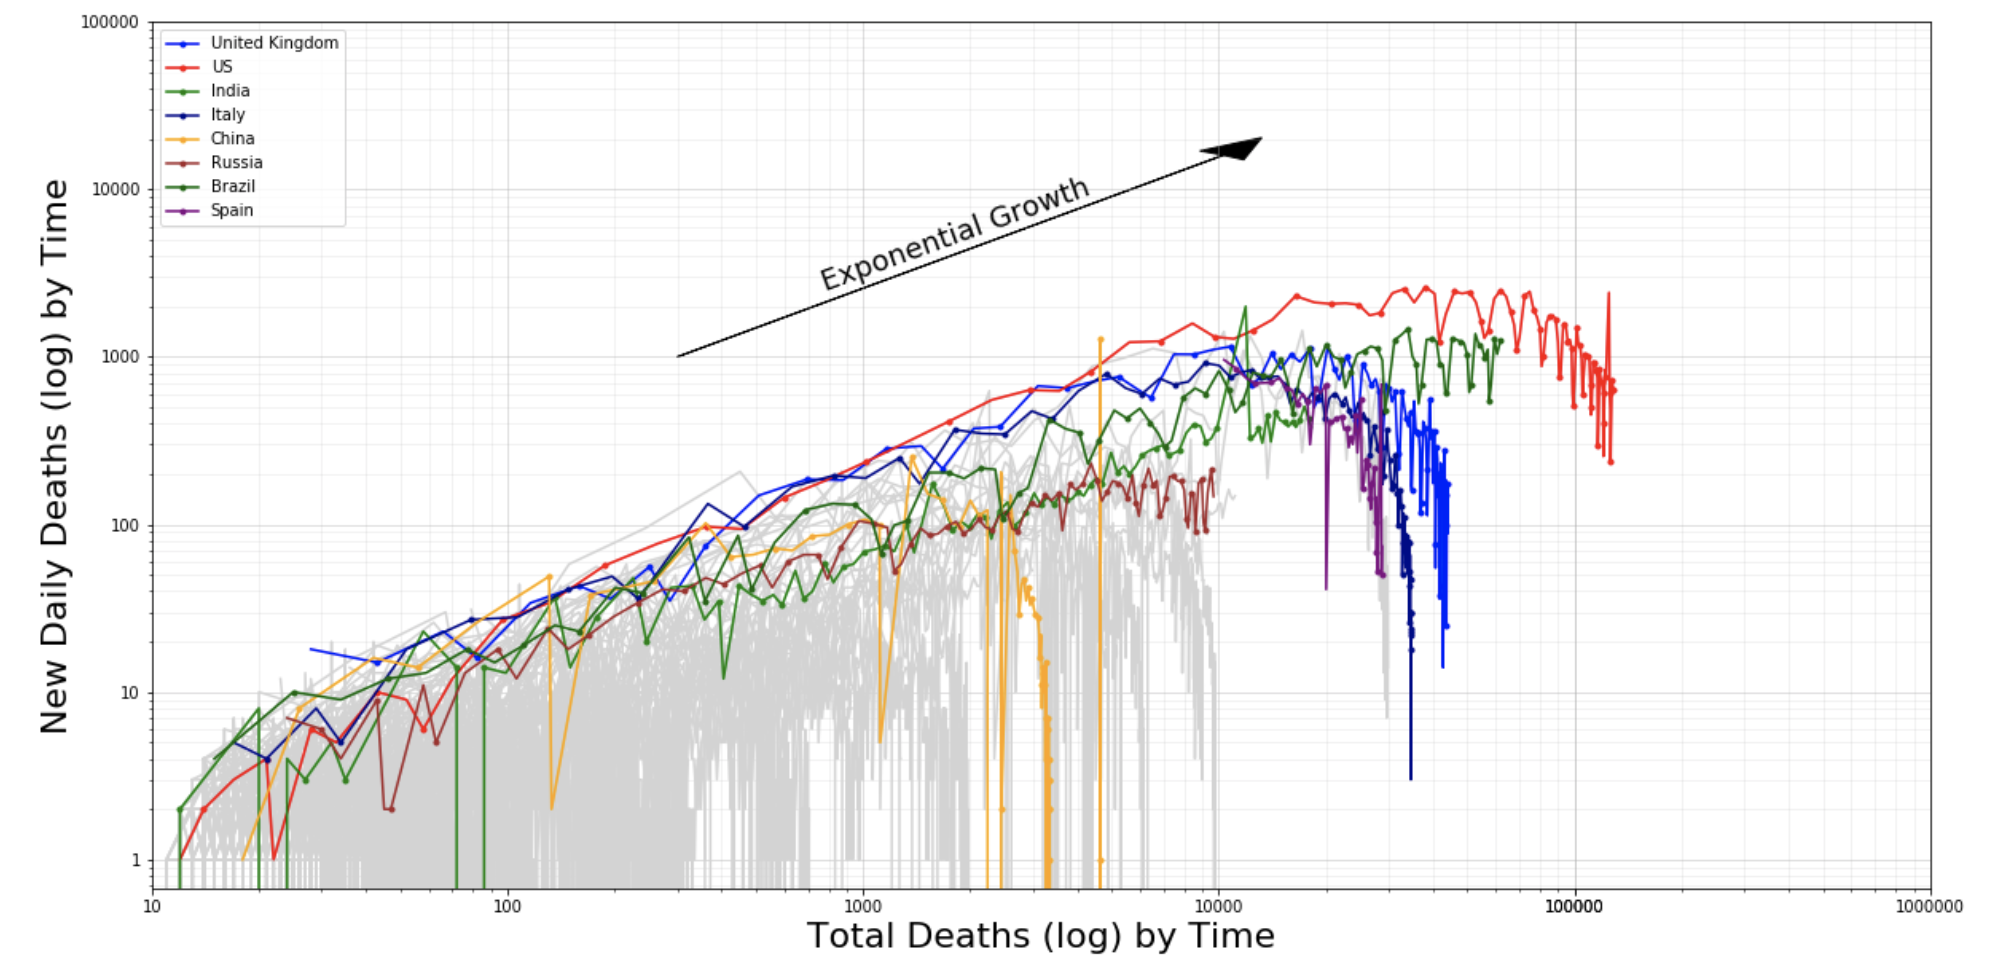 100000
10000
1000
100
10
1
New Daily Deaths (log) by Time
United Kingdom
US
India
Italy
China
Russia
Brazil
Spain
Exponential Growth
10
100
1000
10000
100000
1000000
Total Deaths (log) by Time